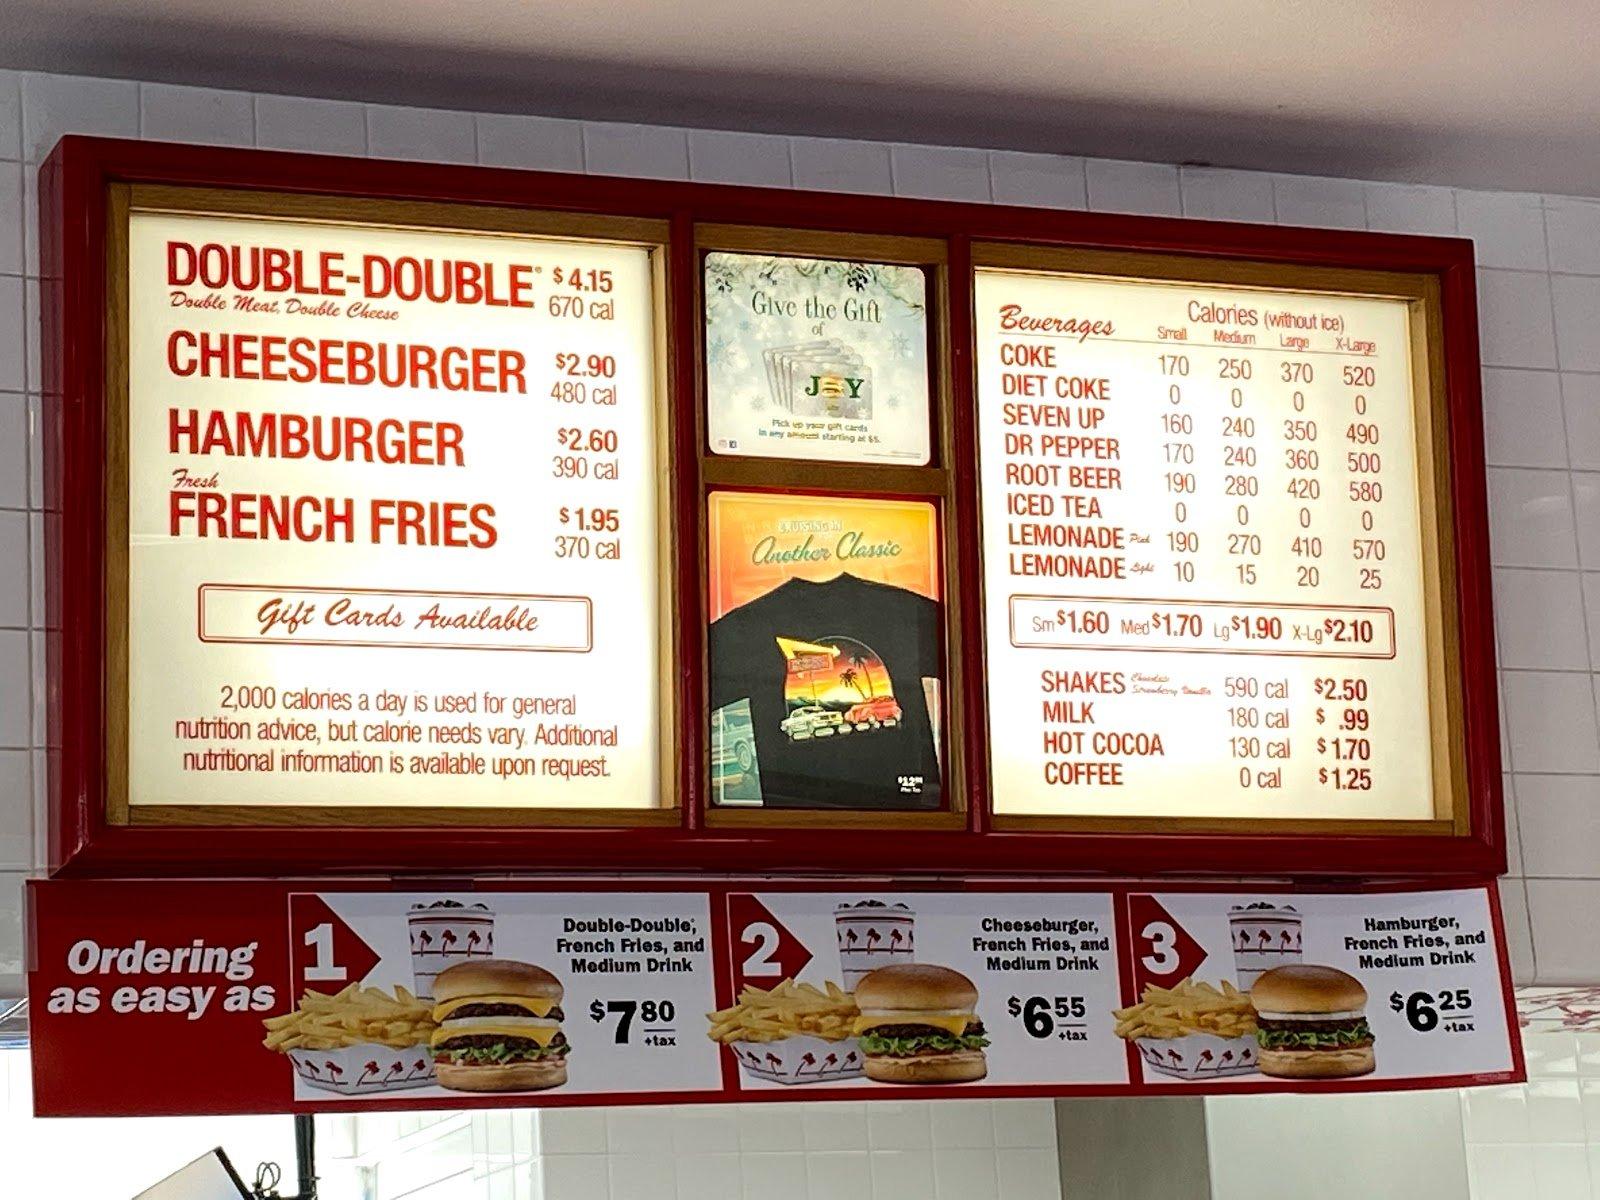 DOUBLE-DOUBLE® $4.15
Double Meat, Double Cheese 670 cal
CHEESEBURGER $2.90
480 cal
HAMBURGER $2.60
390 cal
Fresh
FRENCH FRIES $1.95
370 cal
Gift Cards Available
2,000 calories a day is used for general
nutrition advice, but calorie needs vary. Additional
nutritional information is available upon request.
Give the Gift
of
JOY
Pick up your gift cards
in any amount starting at $5.
CRUISING IN
Another Classic
Beverages Calories (without ice)
Small Medium Large X-Large
COKE 170 250 370 520
DIET COKE 0 0 0 0
SEVEN UP 160 240 350 490
DR PEPPER 170 240 360 500
ROOT BEER 190 280 420 580
ICED TEA 0 0 0 0
LEMONADE Pink 190 270 410 570
LEMONADE Light 10 15 20 25
Sm $1.60 Med $1.70 Lg $1.90 X-Lg $2.10
SHAKES Chocolate Strawberry Vanilla 590 cal $2.50
MILK 180 cal $ .99
HOT COCOA 130 cal $1.70
COFFEE 0 cal $1.25
Ordering
as easy as
1
Double-Double®,
French Fries, and
Medium Drink
$7 80
+tax
2
Cheeseburger,
French Fries, and
Medium Drink
$6 55
+tax
3
Hamburger,
French Fries, and
Medium Drink
$6 25
+tax